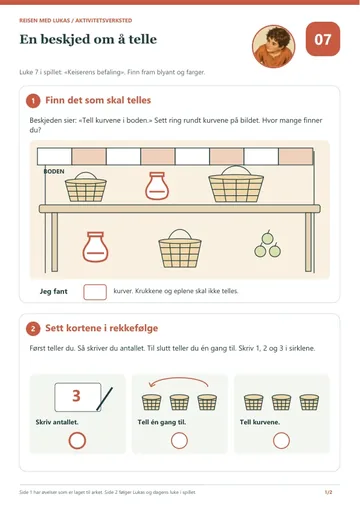 REISEN MED LUKAS / AKTIVITETSVERKSTED
En beskjed om å telle
07
Luke 7 i spillet: «Keiserens befaling». Finn fram blyant og farger.
1 Finn det som skal telles
Beskjeden sier: «Tell kurvene i boden.» Sett ring rundt kurvene på bildet. Hvor mange finner
du?
BODEN
Jeg fant
kurver. Krukkene og eplene skal ikke telles.
2 Sett kortene i rekkefølge
Først teller du. Så skriver du antallet. Til slutt teller du én gang til. Skriv 1, 2 og 3 i sirklene.
3
Skriv antallet.
Tell én gang til.
Tell kurvene.
Side 1 har øvelser som er laget til arket. Side 2 følger Lukas og dagens luke i spillet.
1/2